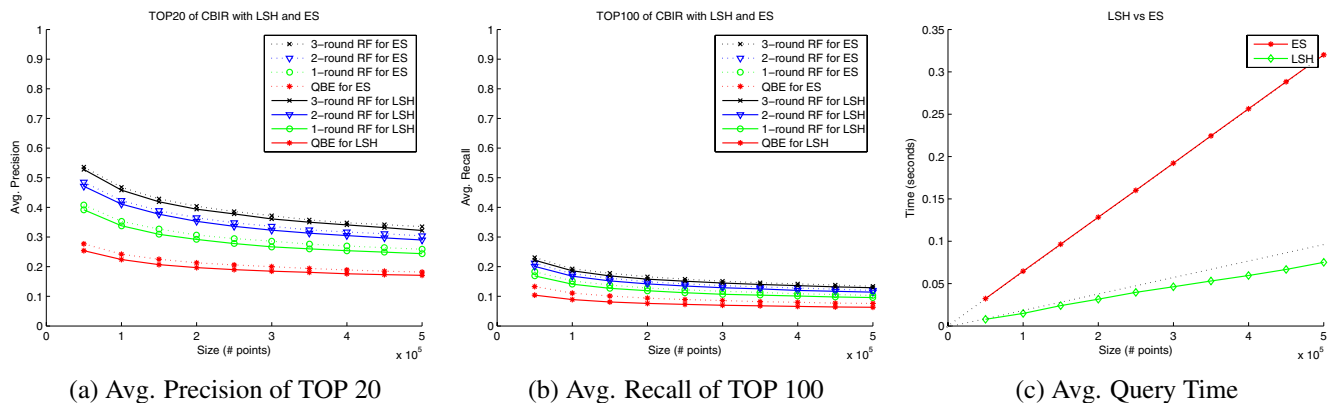 TOP20 of CBIR with LSH and ES
1
0.9
0.8
0.7
0.6
0.5
0.4
0.3
0.2
0.1
0
Avg. Precision
3−round RF for ES
2−round RF for ES
1−round RF for ES
QBE for ES
3−round RF for LSH
2−round RF for LSH
1−round RF for LSH
QBE for LSH
0 1 2 3 4 5
x 10^5
Size (# points)
(a) Avg. Precision of TOP 20
TOP100 of CBIR with LSH and ES
1
0.9
0.8
0.7
0.6
0.5
0.4
0.3
0.2
0.1
0
Avg. Recall
3−round RF for ES
2−round RF for ES
1−round RF for ES
QBE for ES
3−round RF for LSH
2−round RF for LSH
1−round RF for LSH
QBE for LSH
0 1 2 3 4 5
x 10^5
Size (# points)
(b) Avg. Recall of TOP 100
LSH vs ES
0.35
0.3
0.25
0.2
0.15
0.1
0.05
0
Time (seconds)
ES
LSH
0 1 2 3 4 5
x 10^5
Size (# points)
(c) Avg. Query Time